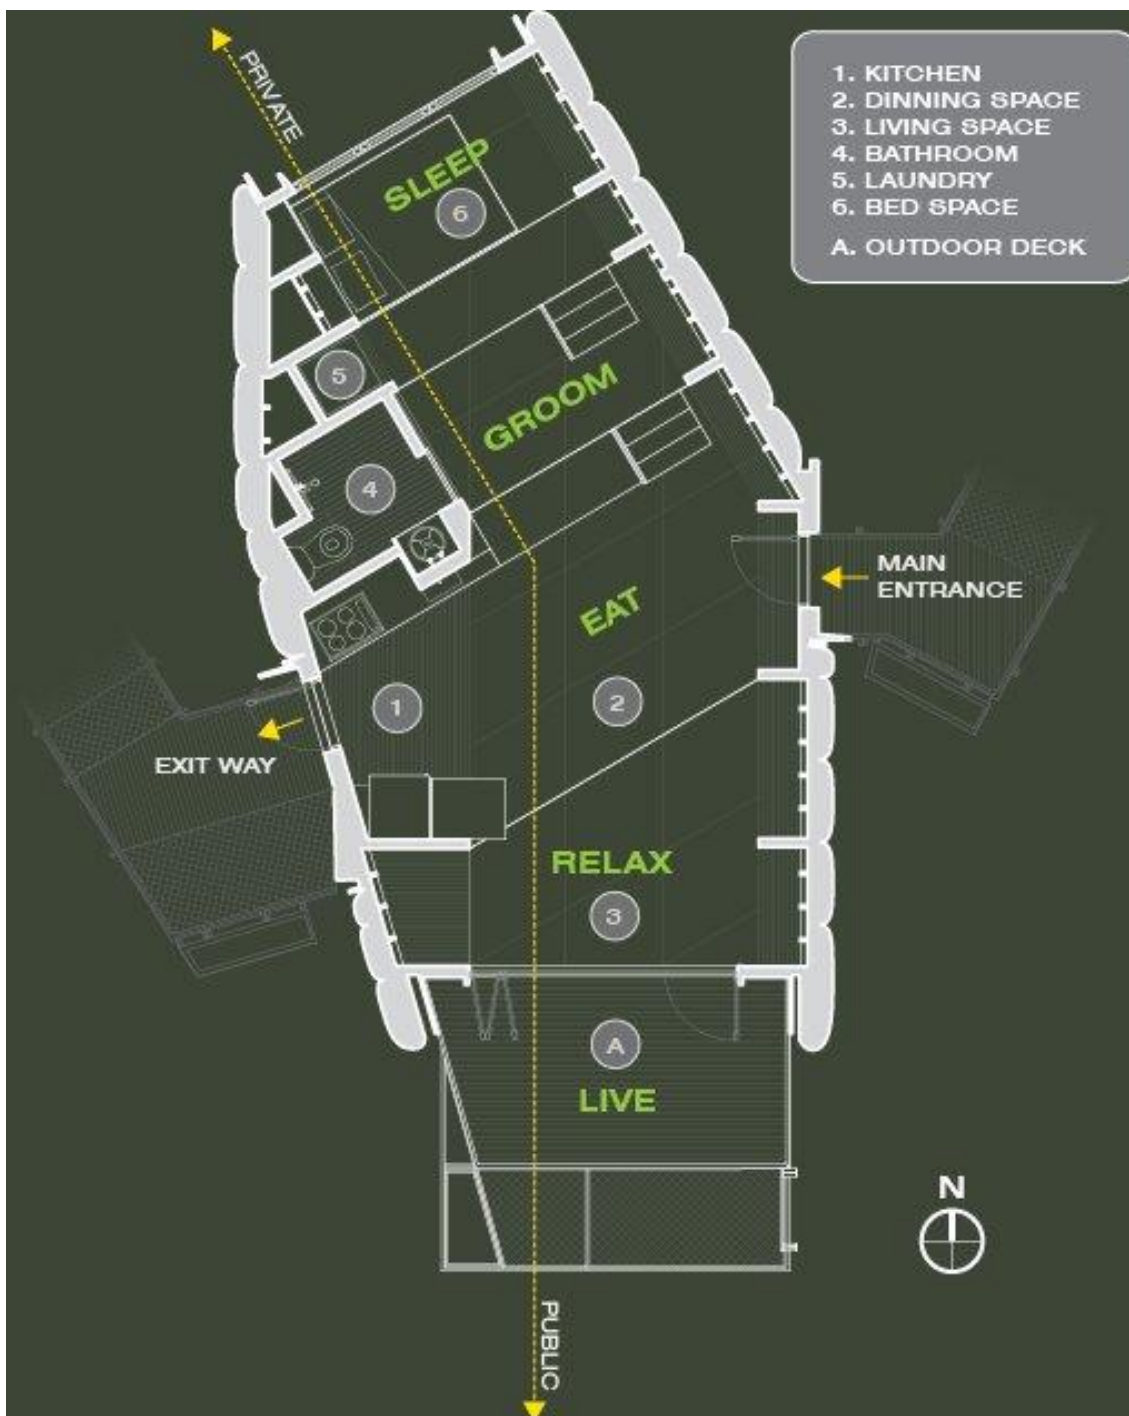 PRIVATE
1. KITCHEN
2. DINNING SPACE
3. LIVING SPACE
4. BATHROOM
5. LAUNDRY
6. BED SPACE
A. OUTDOOR DECK
SLEEP
6
5
GROOM
4
MAIN
ENTRANCE
EAT
1
2
EXIT WAY
RELAX
3
A
LIVE
N
PUBLIC